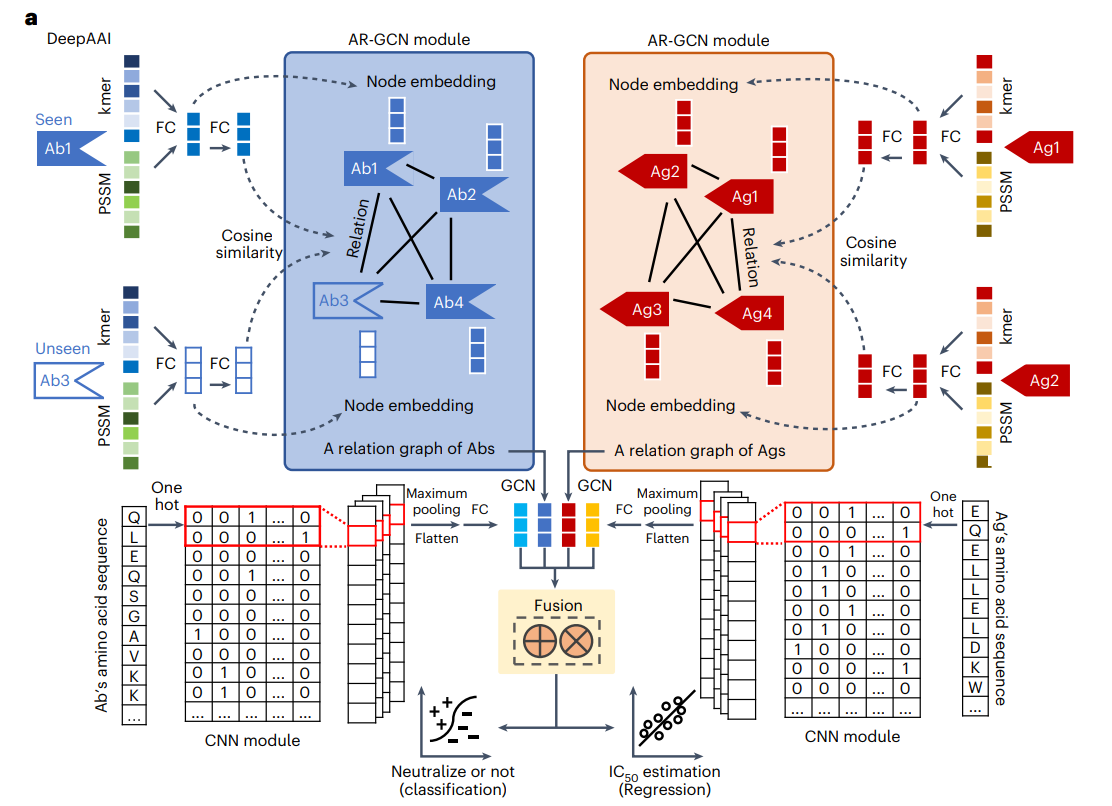 a
DeepAAI
AR-GCN module
AR-GCN module
kmer
Seen
Ab1
PSSM
FC
FC
Node embedding
Ab1
Ab2
Relation
Ab3
Ab4
Cosine
similarity
kmer
Unseen
Ab3
PSSM
FC
FC
Node embedding
A relation graph of Abs
Node embedding
Ag2
Ag1
Relation
Ag3
Ag4
Node embedding
A relation graph of Ags
FC
FC
kmer
Ag1
PSSM
Cosine
similarity
FC
FC
kmer
Ag2
PSSM
One
hot
Ab's amino acid sequence
Q
L
E
Q
S
G
A
V
K
K
...
0 0 1 ... 0
0 0 0 ... 1
0 0 0 ... 0
0 0 1 ... 0
0 0 0 ... 0
0 0 0 ... 0
1 0 0 ... 0
0 0 0 ... 0
0 1 0 ... 0
0 1 0 ... 0
... ... ... ... ...
CNN module
Maximum
pooling
Flatten
FC
GCN
GCN
FC
Maximum
pooling
Flatten
Fusion
Neutralize or not
(classification)
IC50 estimation
(Regression)
0 0 1 ... 0
0 0 0 ... 1
0 0 1 ... 0
0 1 0 ... 0
0 1 0 ... 0
0 0 1 ... 0
0 1 0 ... 0
1 0 0 ... 0
0 0 0 ... 1
0 0 0 ... 0
... ... ... ... ...
CNN module
One
hot
E
Q
E
L
L
E
L
D
K
W
...
Ag's amino acid sequence